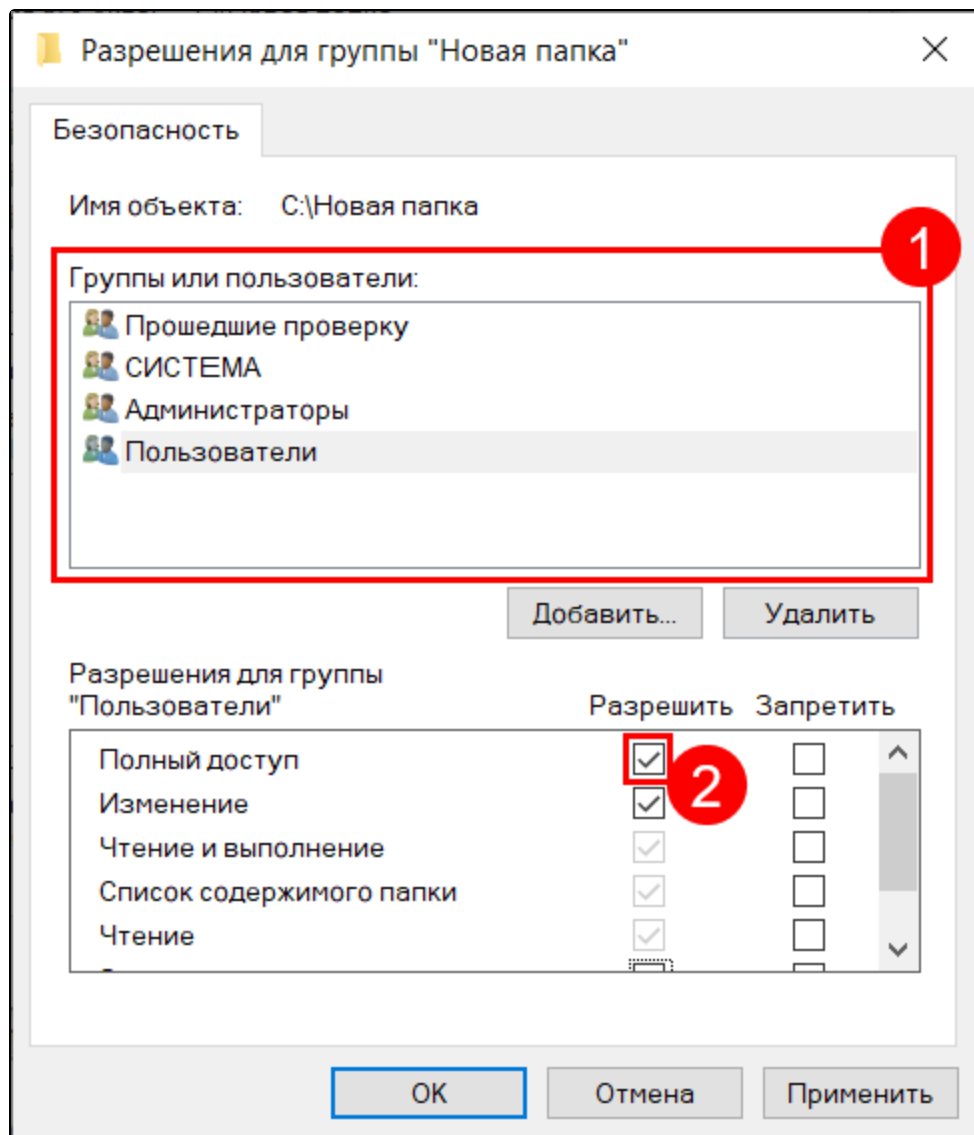 Разрешения для группы "Новая папка"
Безопасность
Имя объекта: C:\Новая папка
1
Группы или пользователи:
Прошедшие проверку
СИСТЕМА
Администраторы
Пользователи
Добавить... Удалить
Разрешения для группы
"Пользователи" Разрешить Запретить
Полный доступ
2
Изменение
Чтение и выполнение
Список содержимого папки
Чтение
ОК Отмена Применить